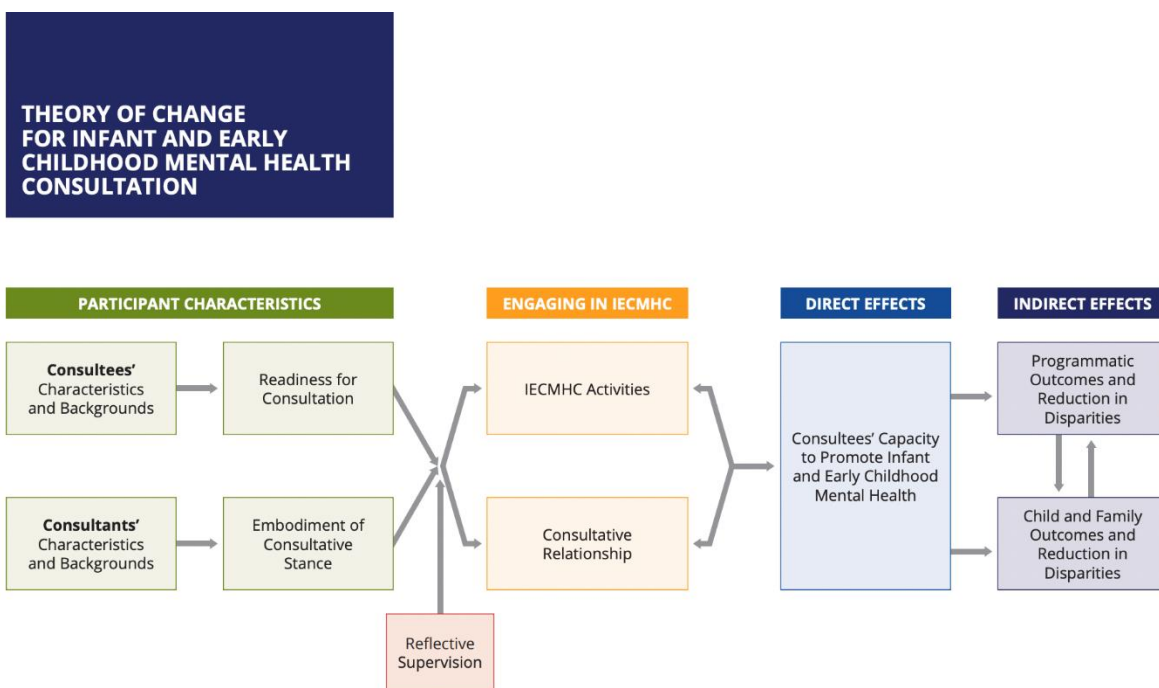 THEORY OF CHANGE
FOR INFANT AND EARLY
CHILDHOOD MENTAL HEALTH
CONSULTATION
PARTICIPANT CHARACTERISTICS
ENGAGING IN IECMHC
DIRECT EFFECTS
INDIRECT EFFECTS
Consultees’
Characteristics
and Backgrounds
Readiness for
Consultation
IECMHC Activities
Consultees’ Capacity
to Promote Infant
and Early Childhood
Mental Health
Programmatic
Outcomes and
Reduction in
Disparities
Consultants’
Characteristics
and Backgrounds
Embodiment of
Consultative
Stance
Consultative
Relationship
Child and Family
Outcomes and
Reduction in
Disparities
Reflective
Supervision